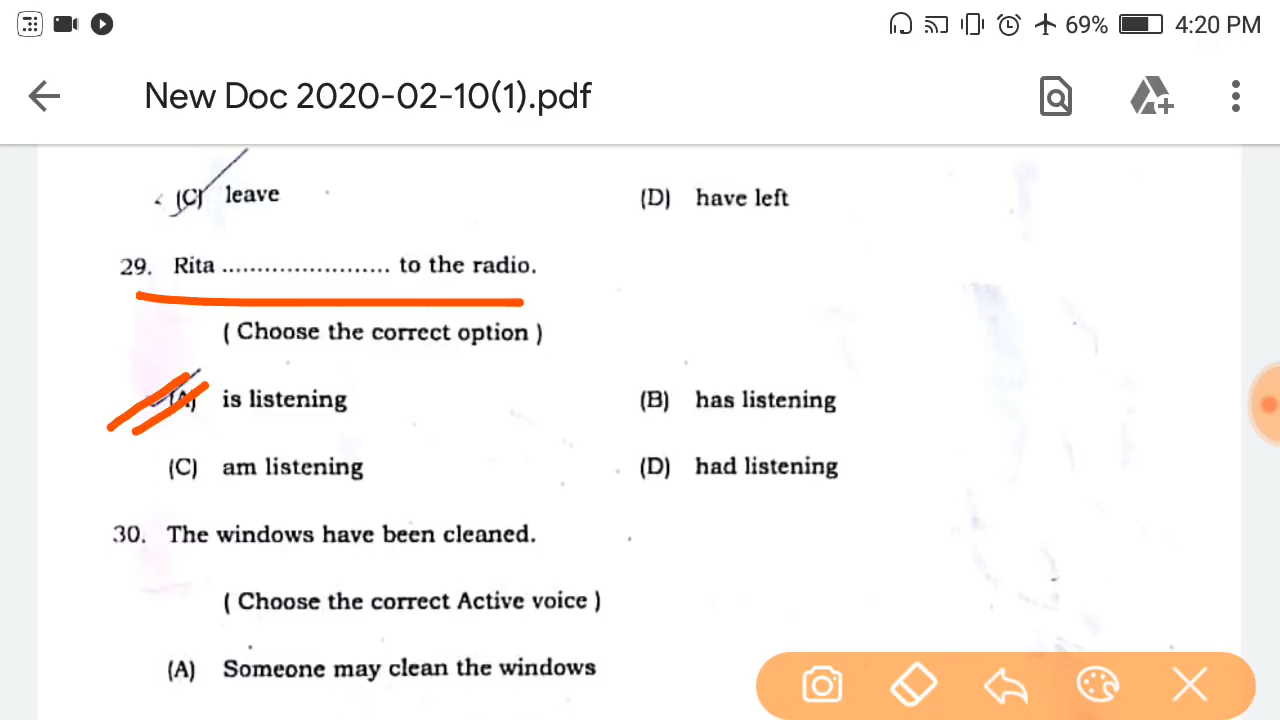 69% 4:20 PM
New Doc 2020-02-10(1).pdf
(C) leave (D) have left
29. Rita ........................ to the radio.
( Choose the correct option )
(A) is listening (B) has listening
(C) am listening (D) had listening
30. The windows have been cleaned.
( Choose the correct Active voice )
(A) Someone may clean the windows